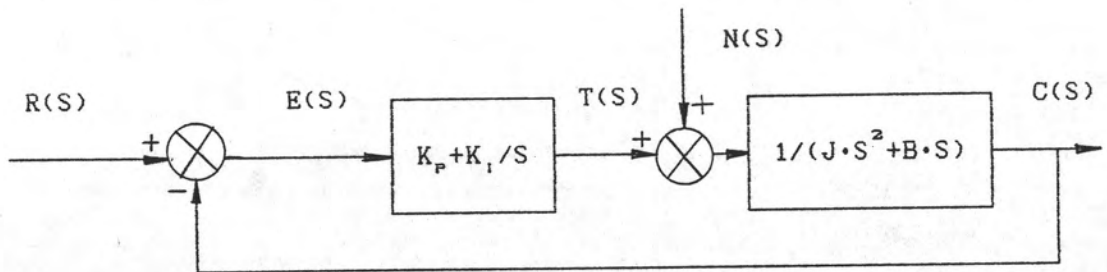 N(S)
R(S)
E(S)
T(S)
C(S)
+
+
+
−
K_P+K_i/S
1/(J·S²+B·S)